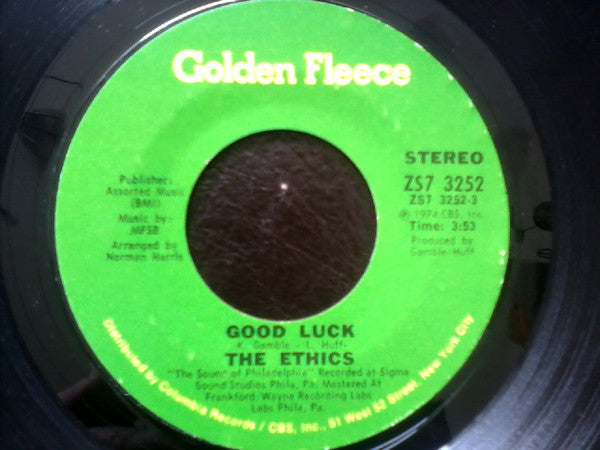 Golden Fleece
Publisher:
Assorted Music
(BMI)
Music by:
MFSB
Arranged by
Norman Harris
STEREO
ZS7 3252
ZS7 3252-3
℗ 1974 CBS, Inc.
Time: 3:53
Produced by
Gamble-Huff
GOOD LUCK
-K. Gamble - L. Huff-
THE ETHICS
"The Sound of Philadelphia" Recorded at Sigma
Sound Studios Phila, Pa. Mastered At
Frankford/Wayne Recording Labs
Labs Phila, Pa.
Distributed by Columbia Records / CBS, Inc., 51 West 52 Street, New York City